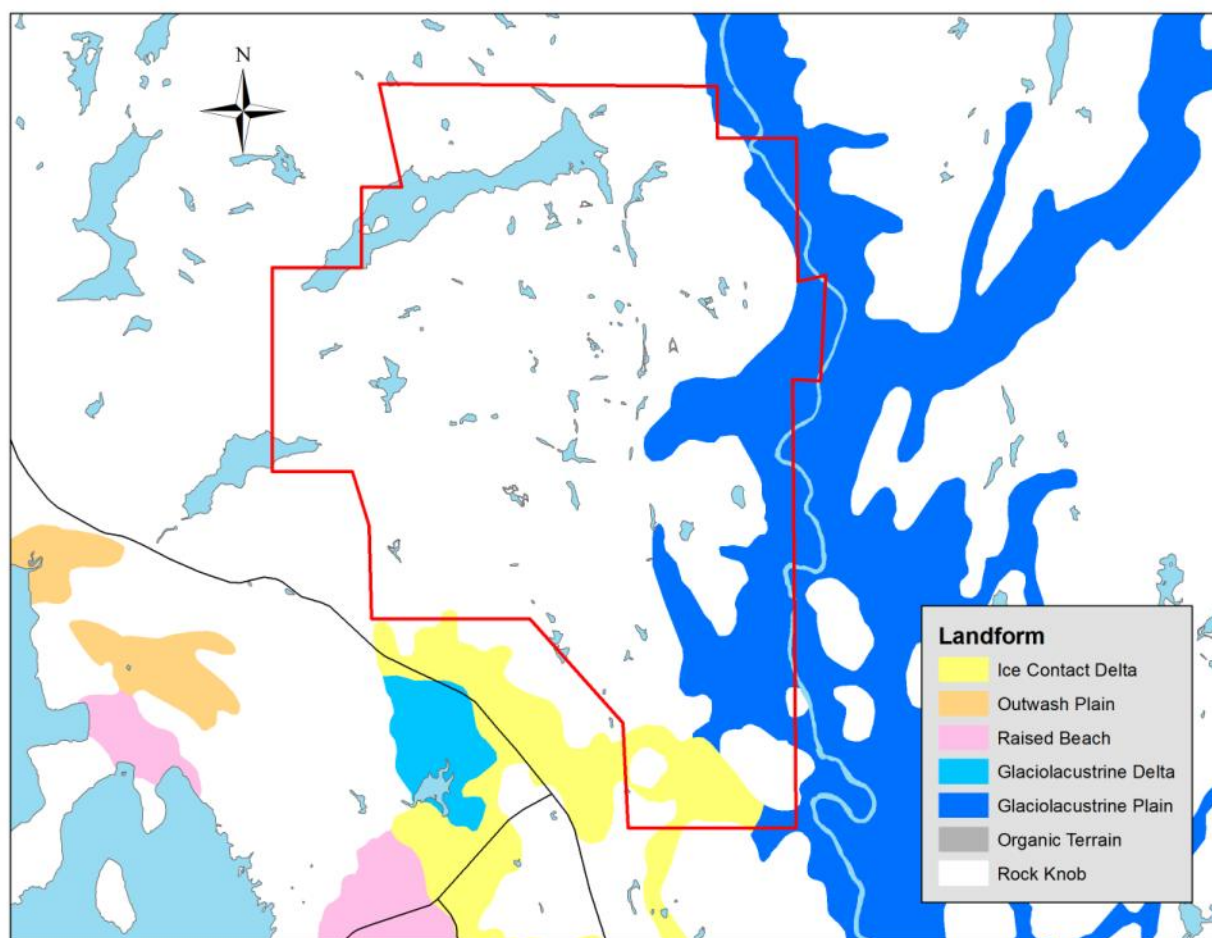 N
Landform
Ice Contact Delta
Outwash Plain
Raised Beach
Glaciolacustrine Delta
Glaciolacustrine Plain
Organic Terrain
Rock Knob